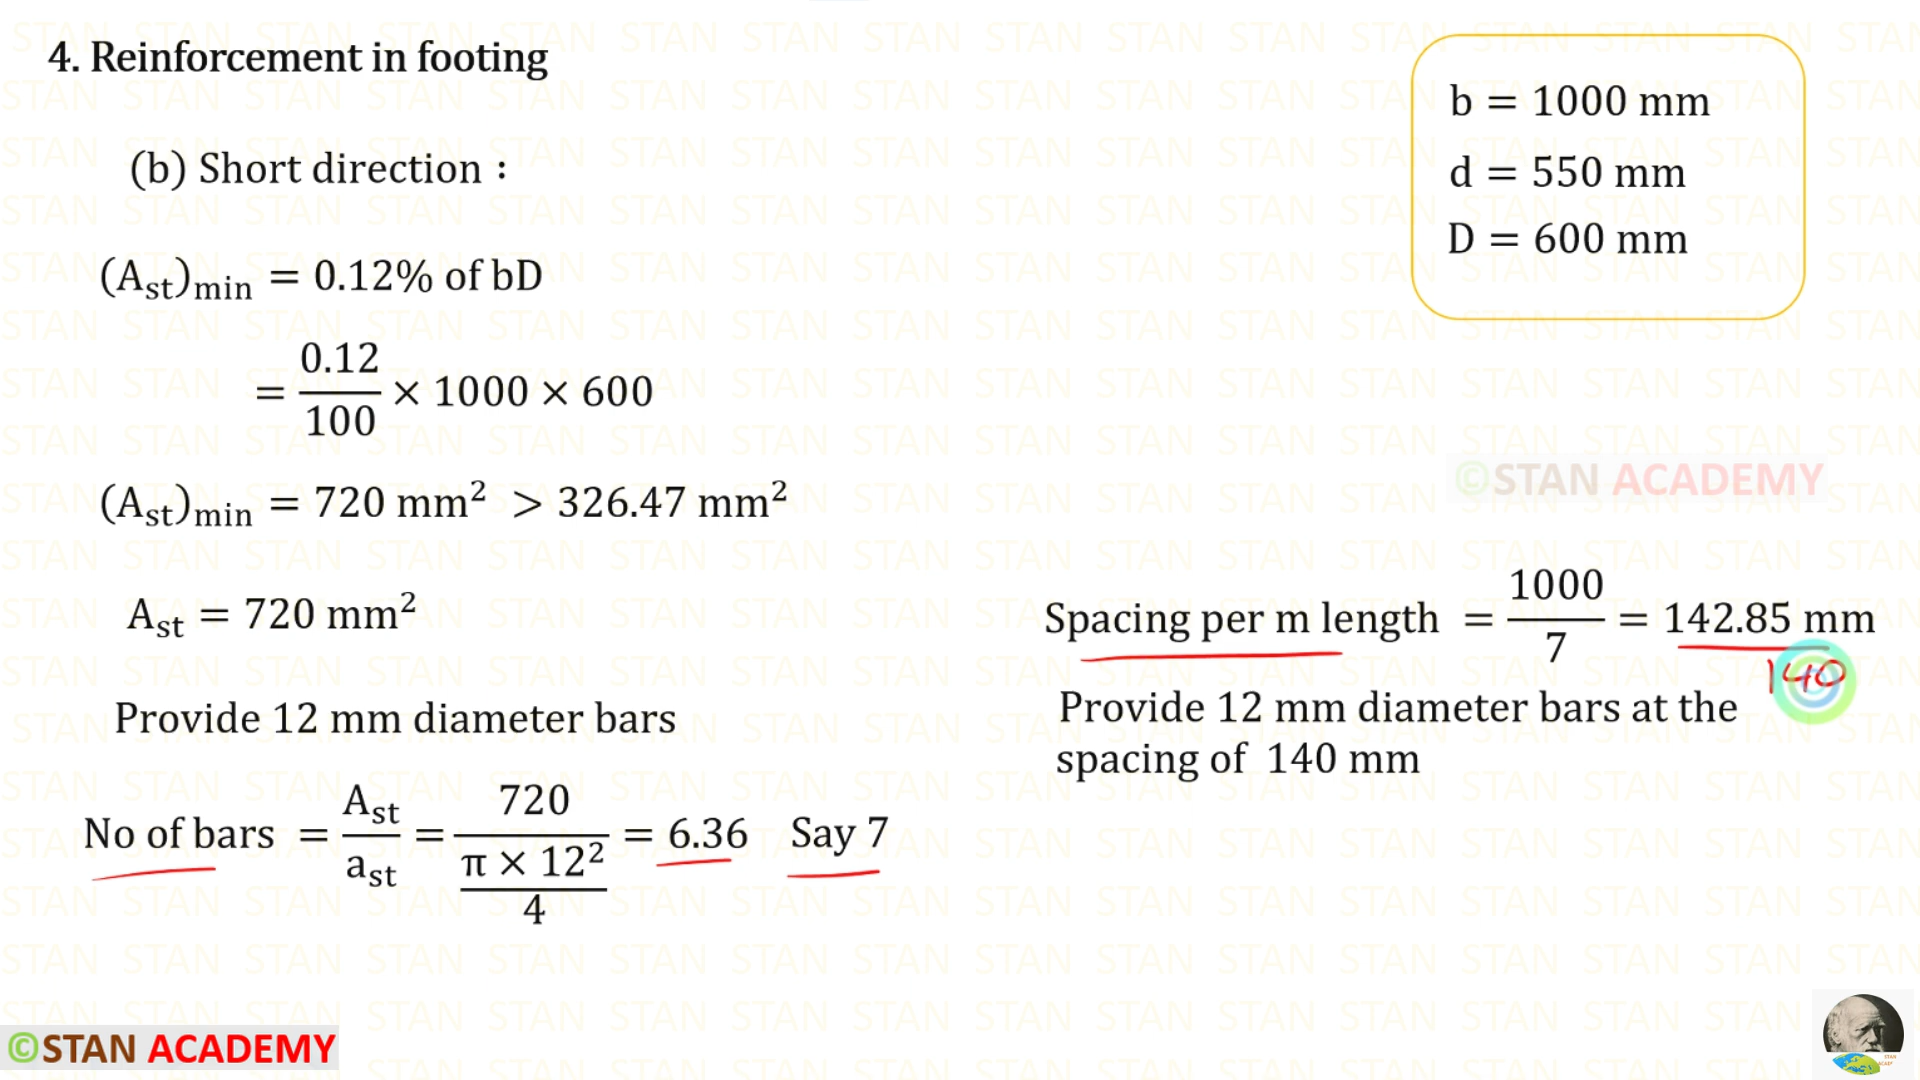 4. Reinforcement in footing
(b) Short direction :
(Ast)min = 0.12% of bD
= 0.12/100 × 1000 × 600
(Ast)min = 720 mm² > 326.47 mm²
Ast = 720 mm²
Provide 12 mm diameter bars
No of bars = Ast/ast = 720/(π × 12²/4) = 6.36 Say 7
b = 1000 mm
d = 550 mm
D = 600 mm
©STAN ACADEMY
Spacing per m length = 1000/7 = 142.85 mm
140
Provide 12 mm diameter bars at the
spacing of 140 mm
©STAN ACADEMY